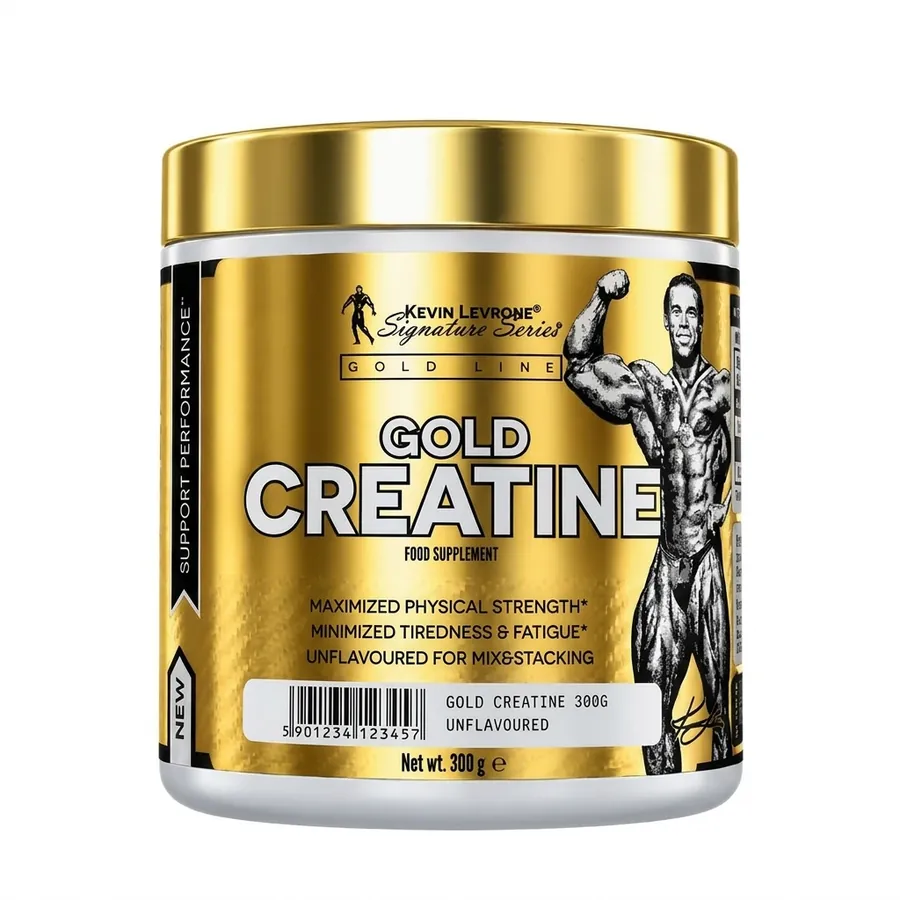 KEVIN LEVRONE®
Signature Series®
GOLD LINE
GOLD
CREATINE
FOOD SUPPLEMENT
MAXIMIZED PHYSICAL STRENGTH*
MINIMIZED TIREDNESS & FATIGUE*
UNFLAVOURED FOR MIX&STACKING
5 901234 123457
GOLD CREATINE 300G
UNFLAVOURED
Net wt. 300 g ℮
SUPPORT PERFORMANCE™
NEW